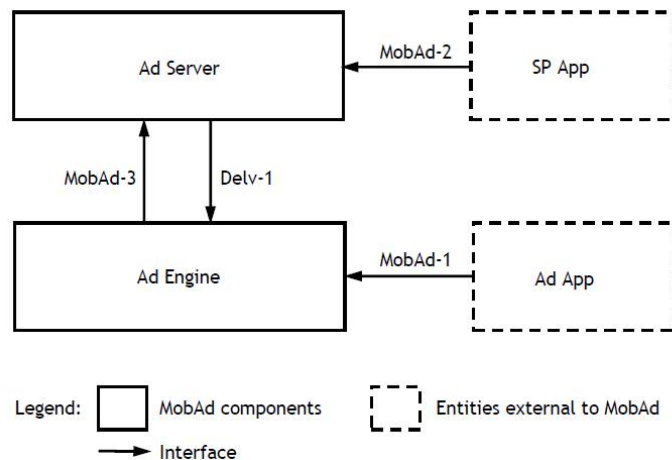 Ad Server
MobAd-2
SP App
MobAd-3
Delv-1
Ad Engine
MobAd-1
Ad App
Legend:
MobAd components
Entities external to MobAd
Interface